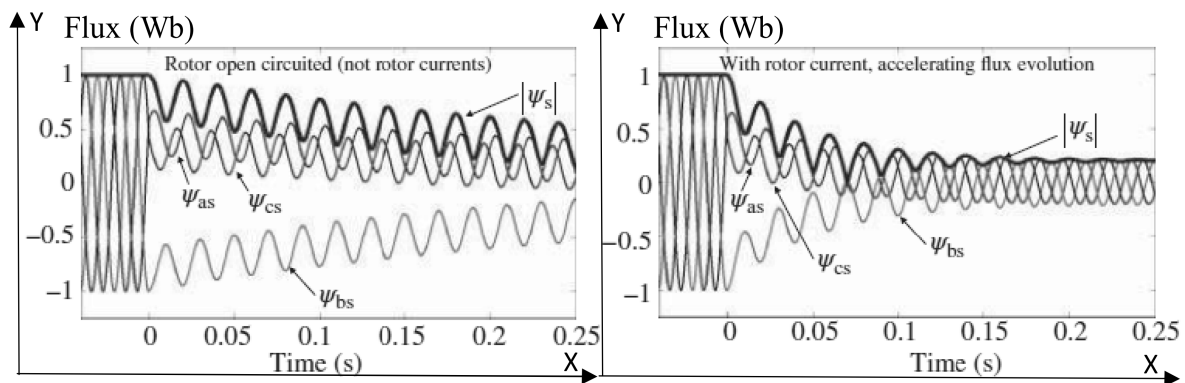 Y Flux (Wb)
Rotor open circuited (not rotor currents)
1
0.5
0
−0.5
−1
|ψs|
ψas
ψcs
ψbs
0 0.05 0.1 0.15 0.2 0.25
Time (s) X
Y Flux (Wb)
With rotor current, accelerating flux evolution
1
0.5
0
−0.5
−1
|ψs|
ψas
ψbs
ψcs
0 0.05 0.1 0.15 0.2 0.25
Time (s) X